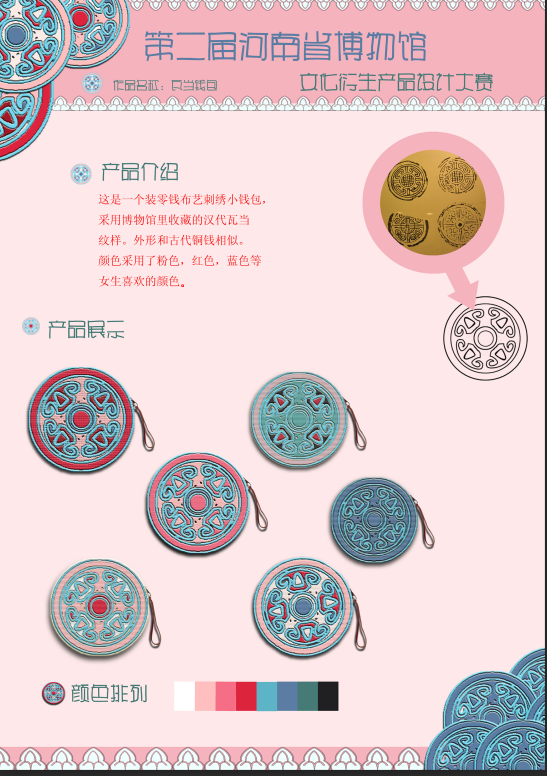 第二届河南省博物馆
作品名称：瓦当钱包
文化衍生产品设计大赛
产品介绍
这是一个装零钱布艺刺绣小钱包，
采用博物馆里收藏的汉代瓦当
纹样。外形和古代铜钱相似。
颜色采用了粉色，红色，蓝色等
女生喜欢的颜色。
产品展示
颜色排列